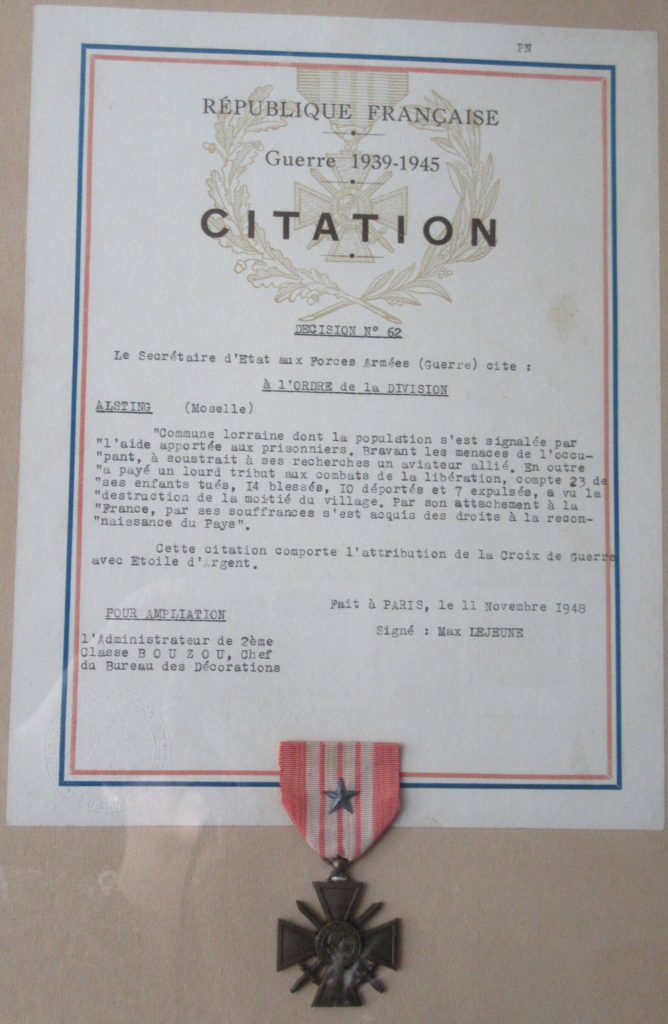 PN
RÉPUBLIQUE FRANÇAISE
Guerre 1939-1945
CITATION
DECISION N° 62
Le Secrétaire d'Etat aux Forces Armées (Guerre) cite :
à l'ORDRE de la DIVISION
ALSTING (Moselle)
"Commune lorraine dont la population s'est signalée par
"l'aide apportée aux prisonniers. Bravant les menaces de l'occu-
"pant, à soustrait à ses recherches un aviateur allié. En outre
"a payé un lourd tribut aux combats de la libération, compte 23 de
"ses enfants tués, I4 blessés, I0 déportés et 7 expulsés, a vu la
"destruction de la moitié du village. Par son attachement à la
"France, par ses souffrances s'est acquis des droits à la recon-
"naissance du Pays".
Cette citation comporte l'attribution de la Croix de Guerre
avec Etoile d'Argent.
Fait à PARIS, le II Novembre I948
POUR AMPLIATION
Signé : Max LEJEUNE
l'Administrateur de 2ème
Classe B O U Z O U, Chef
du Bureau des Décorations